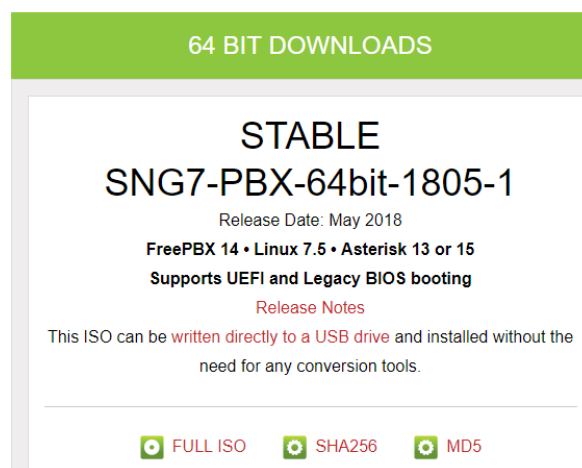 64 BIT DOWNLOADS
STABLE
SNG7-PBX-64bit-1805-1
Release Date: May 2018
FreePBX 14 • Linux 7.5 • Asterisk 13 or 15
Supports UEFI and Legacy BIOS booting
Release Notes
This ISO can be written directly to a USB drive and installed without the
need for any conversion tools.
FULL ISO SHA256 MD5